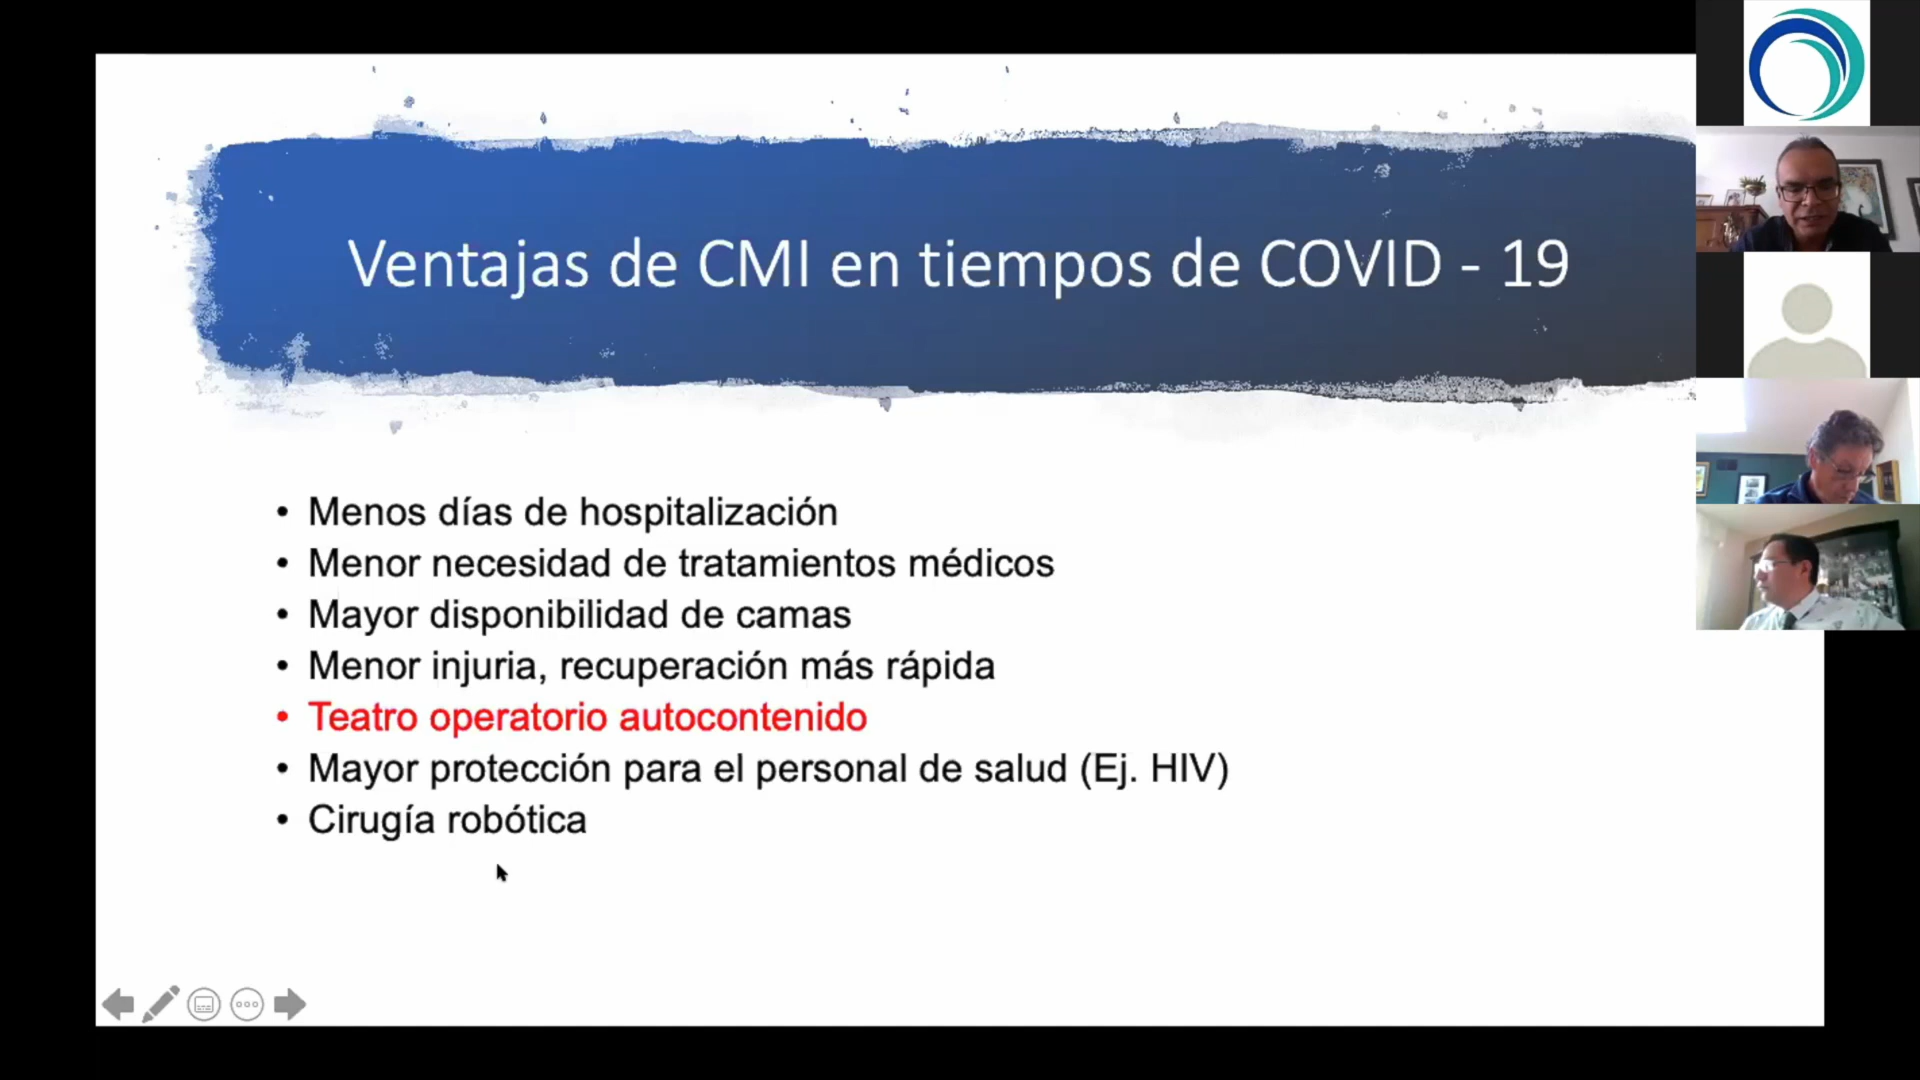 Ventajas de CMI en tiempos de COVID - 19
• Menos días de hospitalización
• Menor necesidad de tratamientos médicos
• Mayor disponibilidad de camas
• Menor injuria, recuperación más rápida
• Teatro operatorio autocontenido
• Mayor protección para el personal de salud (Ej. HIV)
• Cirugía robótica